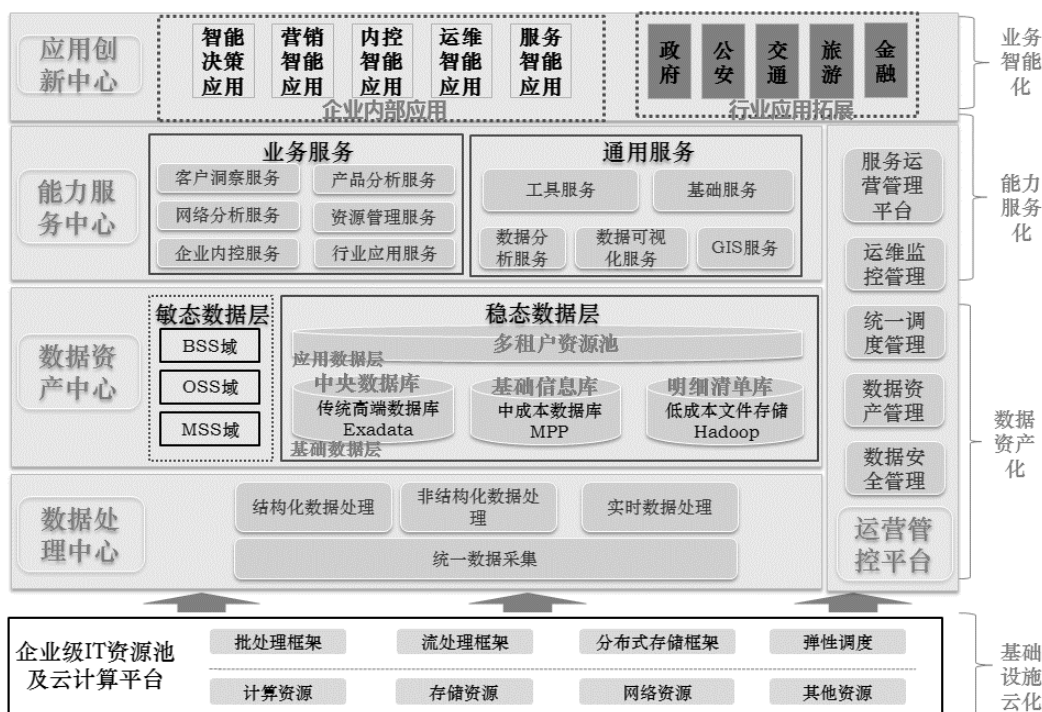 应用创
新中心
智能
决策
应用
营销
智能
应用
内控
智能
应用
运维
智能
应用
服务
智能
应用
企业内部应用
政
府
公
安
交
通
旅
游
金
融
行业应用拓展
业务
智能
化
能力服
务中心
业务服务
客户洞察服务
产品分析服务
网络分析服务
资源管理服务
企业内控服务
行业应用服务
通用服务
工具服务
基础服务
数据分
析服务
数据可视
化服务
GIS服务
能力
服务
化
数据资
产中心
敏态数据层
BSS域
OSS域
MSS域
稳态数据层
多租户资源池
应用数据层
中央数据库
传统高端数据库
Exadata
基础信息库
中成本数据库
MPP
明细清单库
低成本文件存储
Hadoop
基础数据层
数据处
理中心
结构化数据处理
非结构化数据处
理
实时数据处理
统一数据采集
服务运
营管理
平台
运维监
控管理
统一调
度管理
数据资
产管理
数据安
全管理
运营管
控平台
数据
资产
化
企业级IT资源池
及云计算平台
批处理框架
流处理框架
分布式存储框架
弹性调度
计算资源
存储资源
网络资源
其他资源
基础
设施
云化